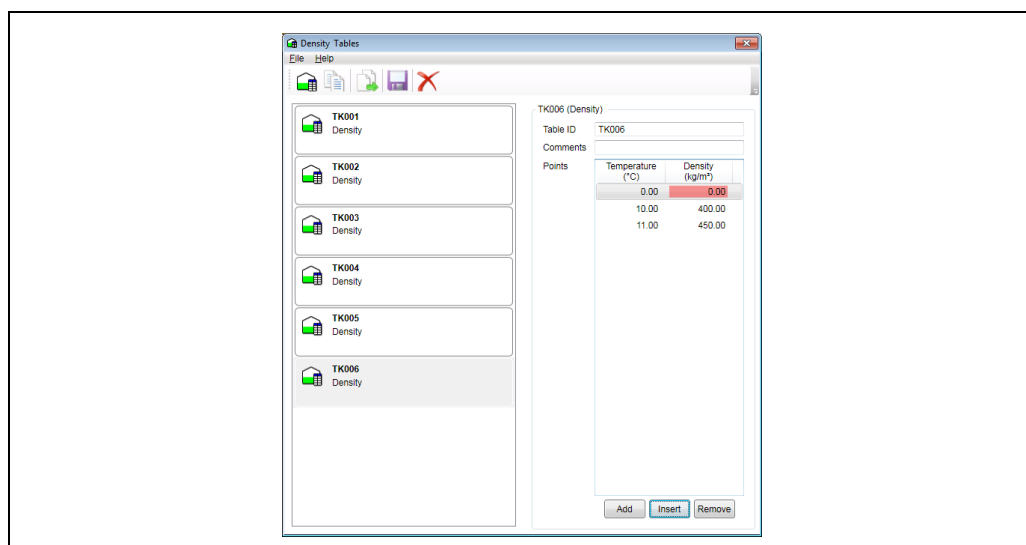 Density Tables
File Help
TK001
Density
TK002
Density
TK003
Density
TK004
Density
TK005
Density
TK006
Density
TK006 (Density)
Table ID TK006
Comments
Points Temperature (°C) Density (kg/m³)
0.00 0.00
10.00 400.00
11.00 450.00
Add Insert Remove